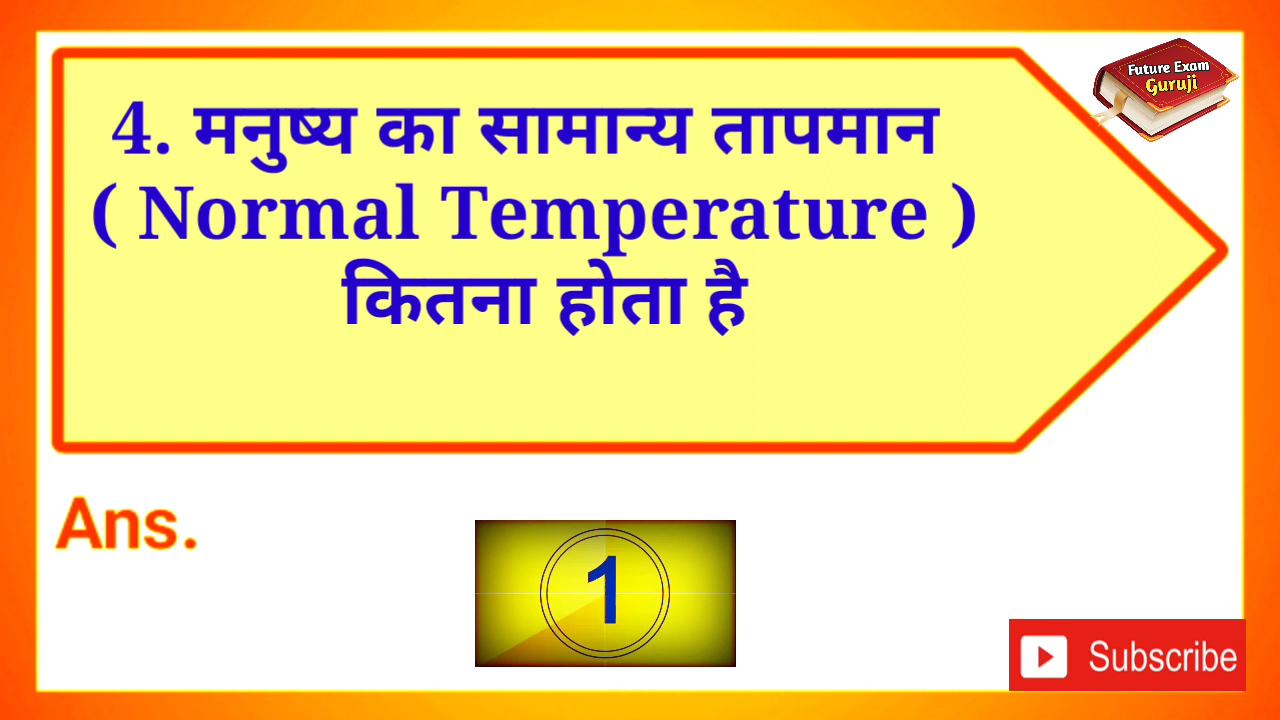 Future Exam
Guruji
4. मनुष्य का सामान्य तापमान
( Normal Temperature )
कितना होता है
Ans.
1
Subscribe